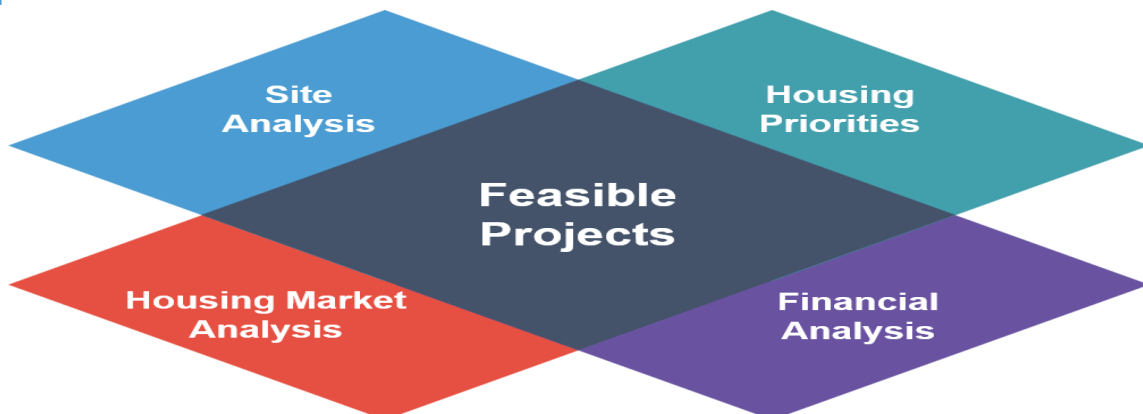 Site
Analysis
Housing
Priorities
Feasible
Projects
Housing Market
Analysis
Financial
Analysis